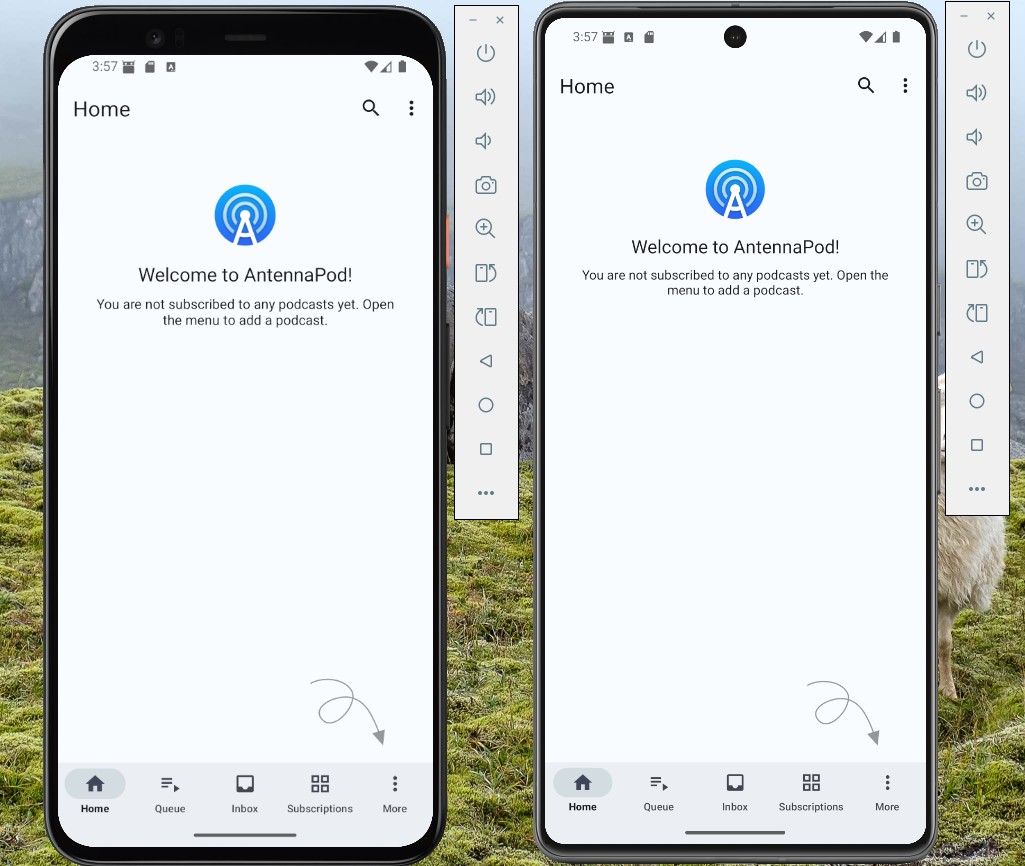 3:57
Home
Welcome to AntennaPod!
You are not subscribed to any podcasts yet. Open
the menu to add a podcast.
Home
Queue
Inbox
Subscriptions
More
3:57
Home
Welcome to AntennaPod!
You are not subscribed to any podcasts yet. Open the
menu to add a podcast.
Home
Queue
Inbox
Subscriptions
More